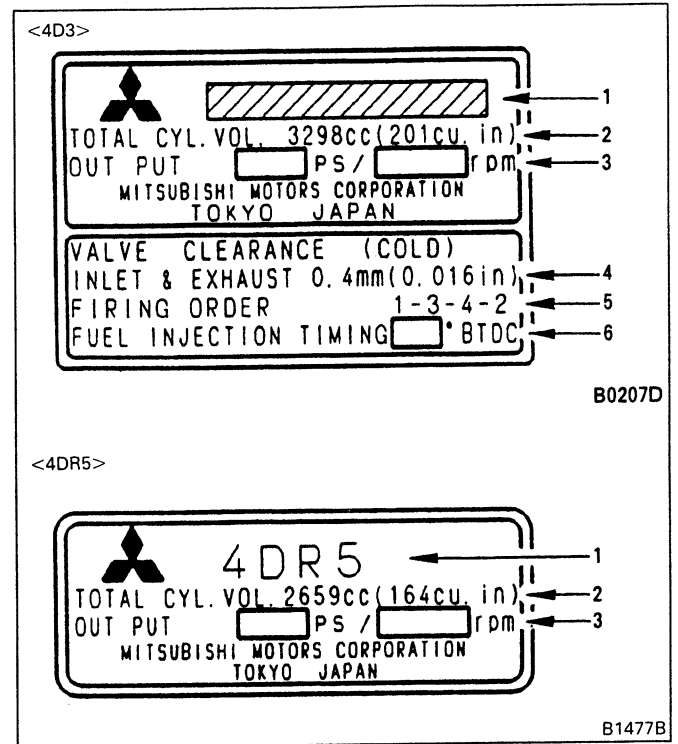 <4D3>
1
TOTAL CYL. VOL. 3298cc(201cu. in) 2
OUT PUT PS/ rpm 3
MITSUBISHI MOTORS CORPORATION
TOKYO JAPAN
VALVE CLEARANCE (COLD)
INLET & EXHAUST 0.4mm(0.016in) 4
FIRING ORDER 1-3-4-2 5
FUEL INJECTION TIMING °BTDC 6
B0207D
<4DR5>
4DR5 1
TOTAL CYL. VOL. 2659cc(164cu. in) 2
OUT PUT PS / rpm 3
MITSUBISHI MOTORS CORPORATION
TOKYO JAPAN
B1477B